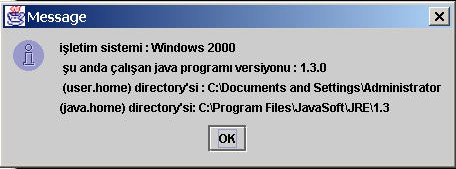 Message
işletim sistemi : Windows 2000
şu anda çalışan java programı versiyonu : 1.3.0
(user.home) directory'si : C:\Documents and Settings\Administrator
(java.home) directory'si: C:\Program Files\JavaSoft\JRE\1.3
OK